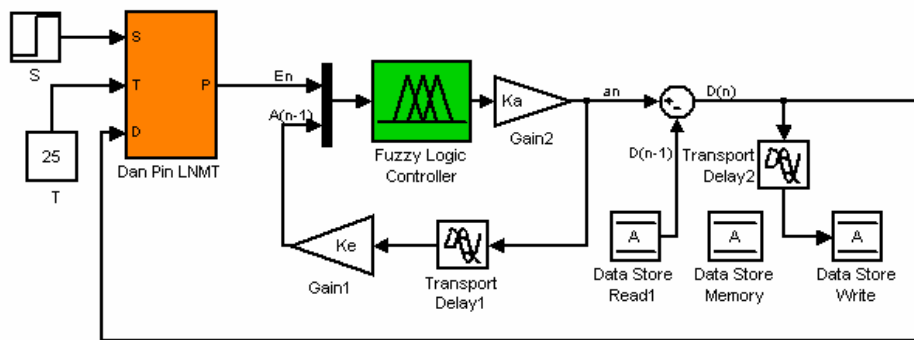 S
S
T
D
P
Dan Pin LNMT
25
T
En
A(n-1)
Fuzzy Logic
Controller
Ka
Gain2
an
+
-
D(n)
D(n-1)
Transport
Delay2
Ke
Gain1
Transport
Delay1
A
Data Store
Read1
A
Data Store
Memory
A
Data Store
Write